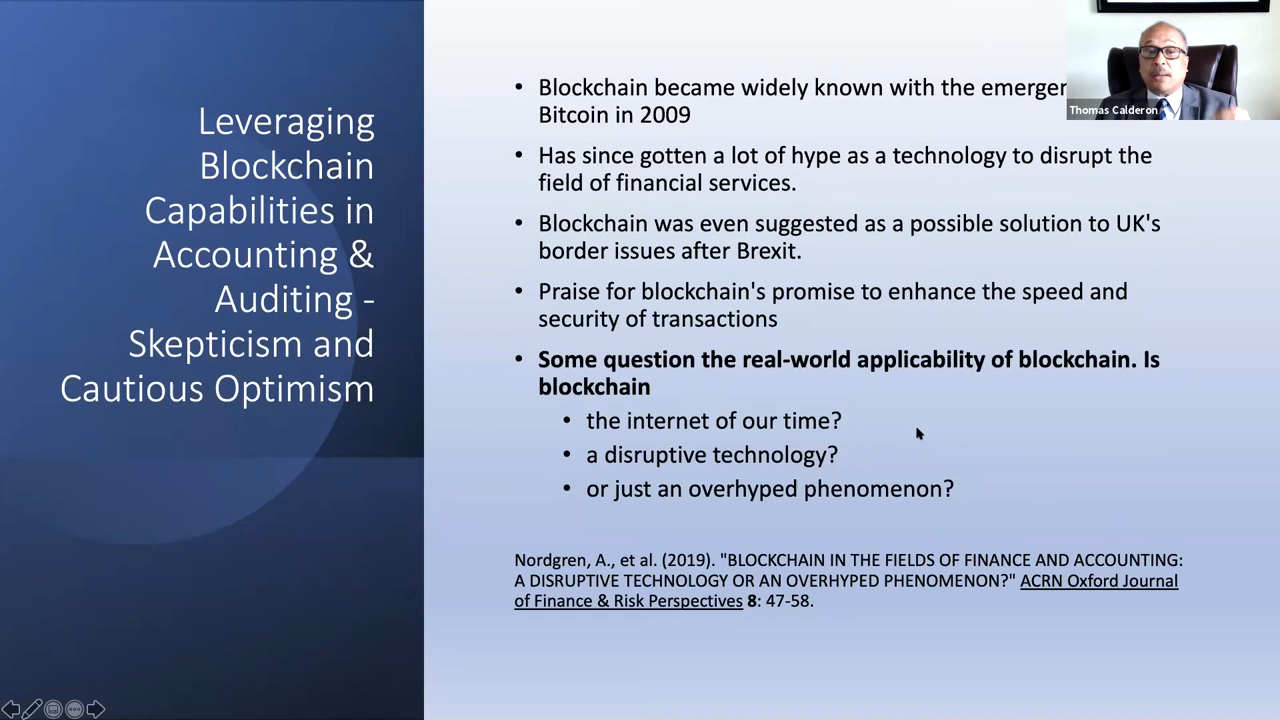 Leveraging
Blockchain
Capabilities in
Accounting &
Auditing -
Skepticism and
Cautious Optimism
• Blockchain became widely known with the
Bitcoin in 2009
• Has since gotten a lot of hype as a technology to disrupt the
field of financial services.
• Blockchain was even suggested as a possible solution to UK's
border issues after Brexit.
• Praise for blockchain's promise to enhance the speed and
security of transactions
• Some question the real-world applicability of blockchain. Is
blockchain
• the internet of our time?
• a disruptive technology?
• or just an overhyped phenomenon?
Nordgren, A., et al. (2019). "BLOCKCHAIN IN THE FIELDS OF FINANCE AND ACCOUNTING:
A DISRUPTIVE TECHNOLOGY OR AN OVERHYPED PHENOMENON?" ACRN Oxford Journal
of Finance & Risk Perspectives 8: 47-58.
Thomas Calderon